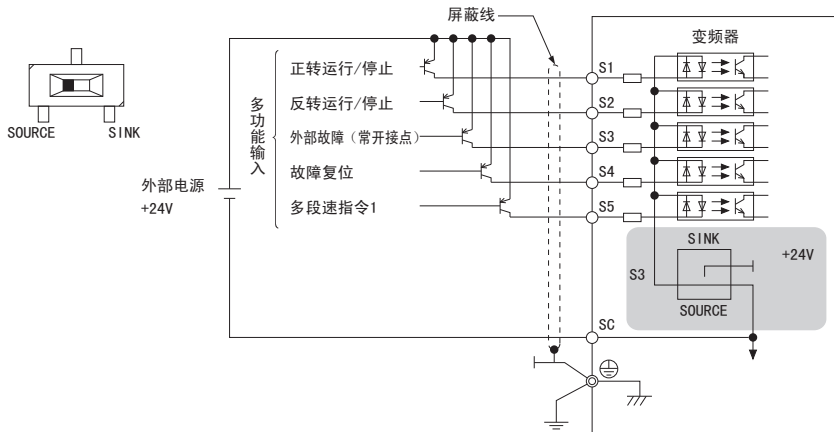 屏蔽线
变频器
正转运行/停止
S1
反转运行/停止
S2
外部故障（常开接点）
S3
故障复位
S4
多段速指令1
S5
多功能输入
SOURCE
SINK
外部电源
+24V
SINK
+24V
S3
SOURCE
SC